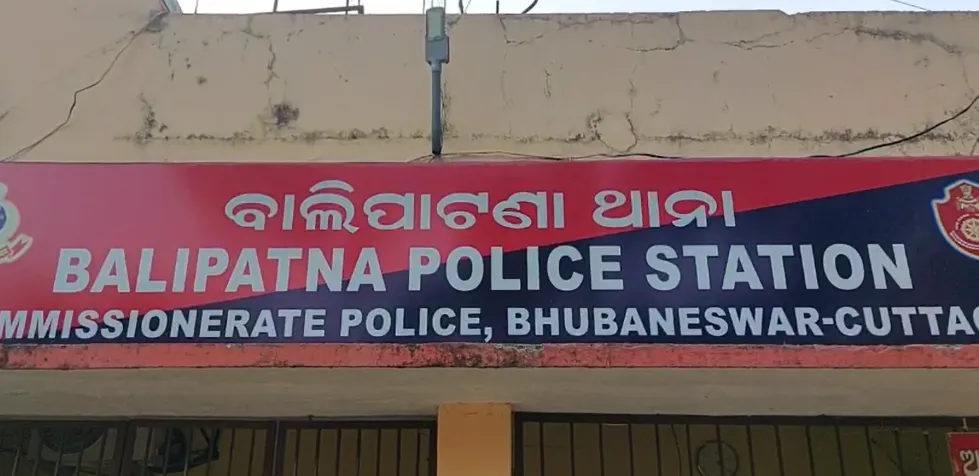 ବାଲିପାଟଣା ଥାନା
BALIPATNA POLICE STATION
MMISSIONERATE POLICE, BHUBANESWAR-CUTTAC